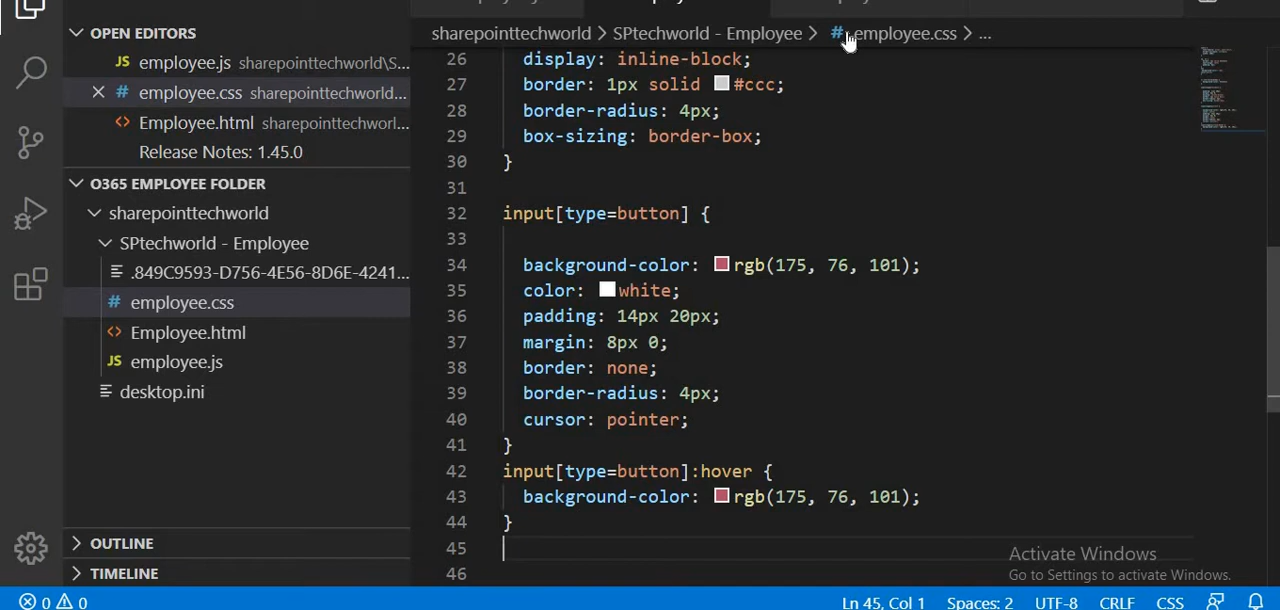 OPEN EDITORS
JS employee.js sharepointtechworld\S...
# employee.css sharepointtechworld...
<> Employee.html sharepointtechworl...
Release Notes: 1.45.0
O365 EMPLOYEE FOLDER
sharepointtechworld
SPtechworld - Employee
.849C9593-D756-4E56-8D6E-4241...
# employee.css
<> Employee.html
JS employee.js
desktop.ini
OUTLINE
TIMELINE
sharepointtechworld > SPtechworld - Employee > # employee.css > ...
26 display: inline-block;
27 border: 1px solid #ccc;
28 border-radius: 4px;
29 box-sizing: border-box;
30 }
31
32 input[type=button] {
33
34 background-color: rgb(175, 76, 101);
35 color: white;
36 padding: 14px 20px;
37 margin: 8px 0;
38 border: none;
39 border-radius: 4px;
40 cursor: pointer;
41 }
42 input[type=button]:hover {
43 background-color: rgb(175, 76, 101);
44 }
45
46
Activate Windows
Go to Settings to activate Windows.
0 0 Ln 45, Col 1 Spaces: 2 UTF-8 CRLF CSS